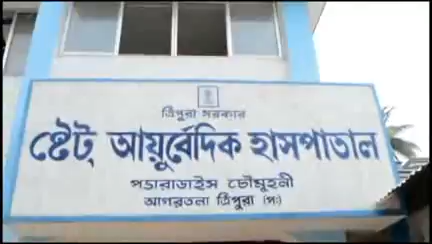 ত্রিপুরা সরকার
ষ্টেট্ আয়ুর্বেদিক হাসপাতাল
প্যারাডাইস চৌমুহনী
আগরতলা ত্রিপুরা (পঃ)